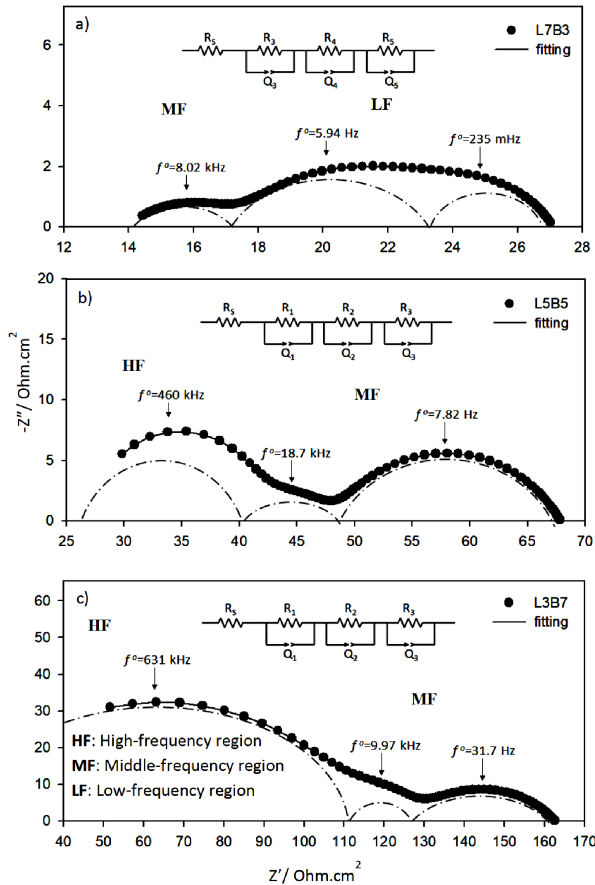 a)
L7B3
fitting
R_S R_3 R_4 R_5
Q_3 Q_4 Q_5
MF
LF
f° =8.02 kHz
f° =5.94 Hz
f° =235 mHz
6
4
2
0
12 14 16 18 20 22 24 26 28
b)
L5B5
fitting
R_S R_1 R_2 R_3
Q_1 Q_2 Q_3
HF
MF
f° =460 kHz
f° =18.7 kHz
f° =7.82 Hz
20
15
10
5
0
25 30 35 40 45 50 55 60 65 70
-Z″/ Ohm.cm²
c)
L3B7
fitting
R_S R_1 R_2 R_3
Q_1 Q_2 Q_3
HF
MF
f° =631 kHz
f° =9.97 kHz
f° =31.7 Hz
HF: High-frequency region
MF: Middle-frequency region
LF: Low-frequency region
60
50
40
30
20
10
0
40 50 60 70 80 90 100 110 120 130 140 150 160
Z′/ Ohm.cm²